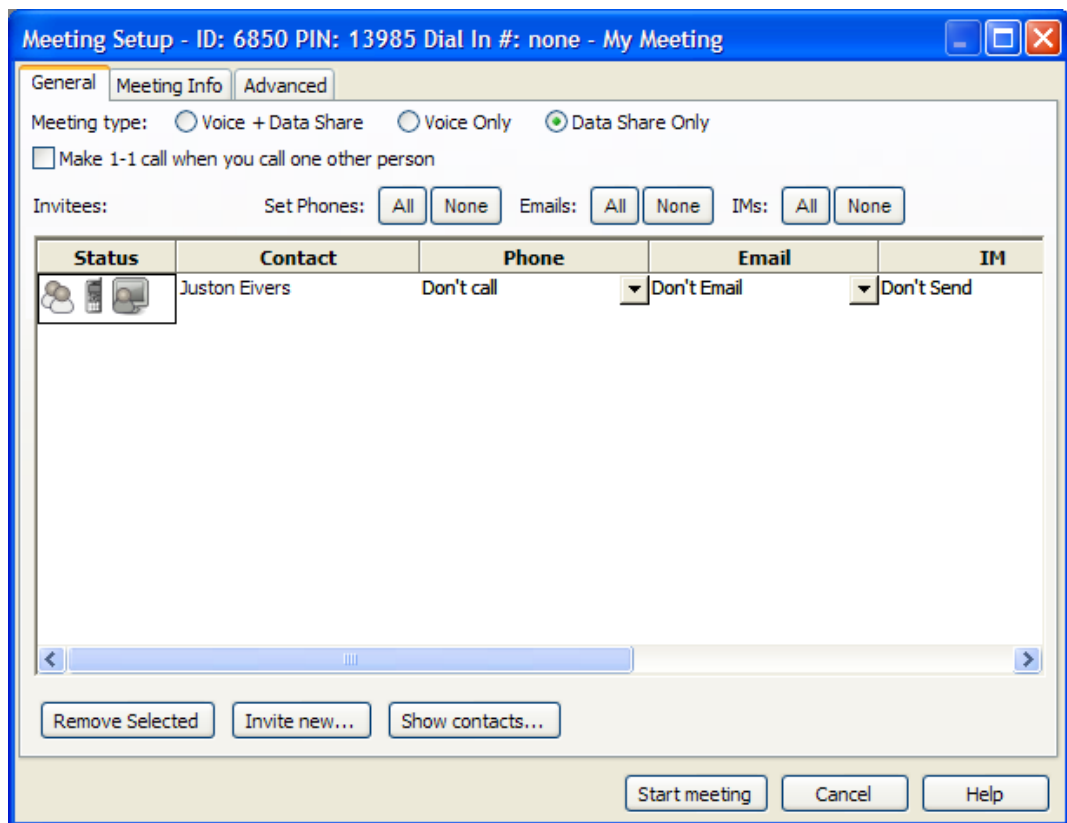 Meeting Setup - ID: 6850 PIN: 13985 Dial In #: none - My Meeting
General Meeting Info Advanced
Meeting type: Voice + Data Share Voice Only Data Share Only
Make 1-1 call when you call one other person
Invitees: Set Phones: All None Emails: All None IMs: All None
Status Contact Phone Email IM
Juston Eivers Don't call Don't Email Don't Send
Remove Selected Invite new... Show contacts...
Start meeting Cancel Help